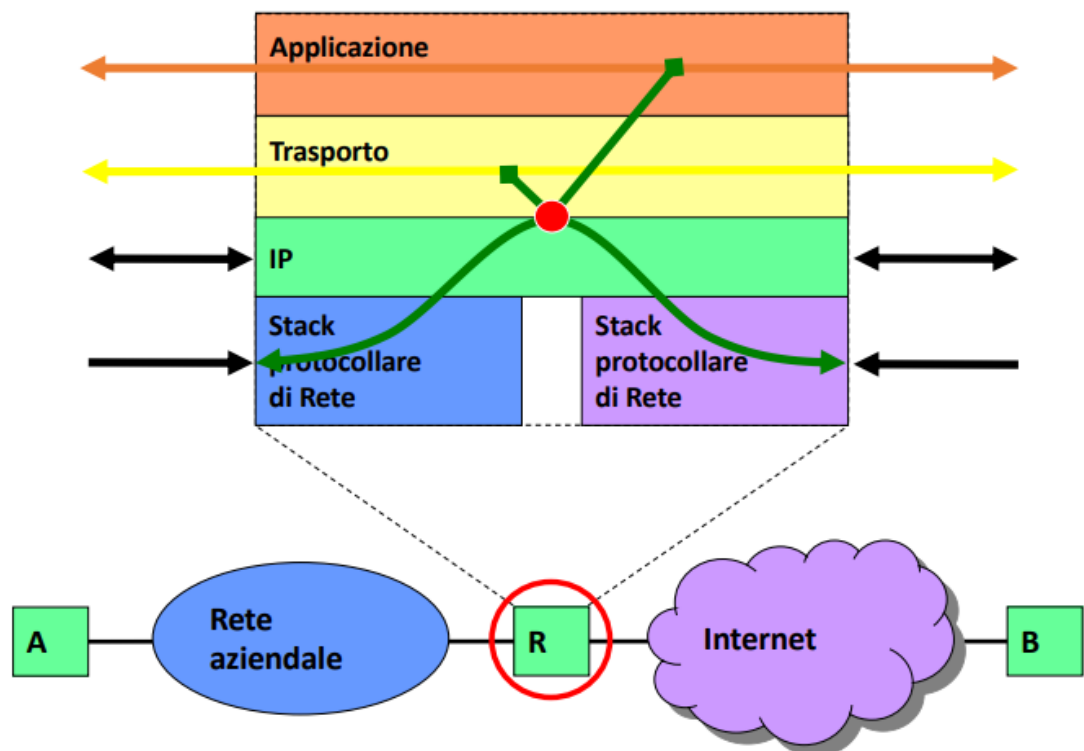 Applicazione
Trasporto
IP
Stack
protocollare
di Rete
Stack
protocollare
di Rete
A
Rete
aziendale
R
Internet
B